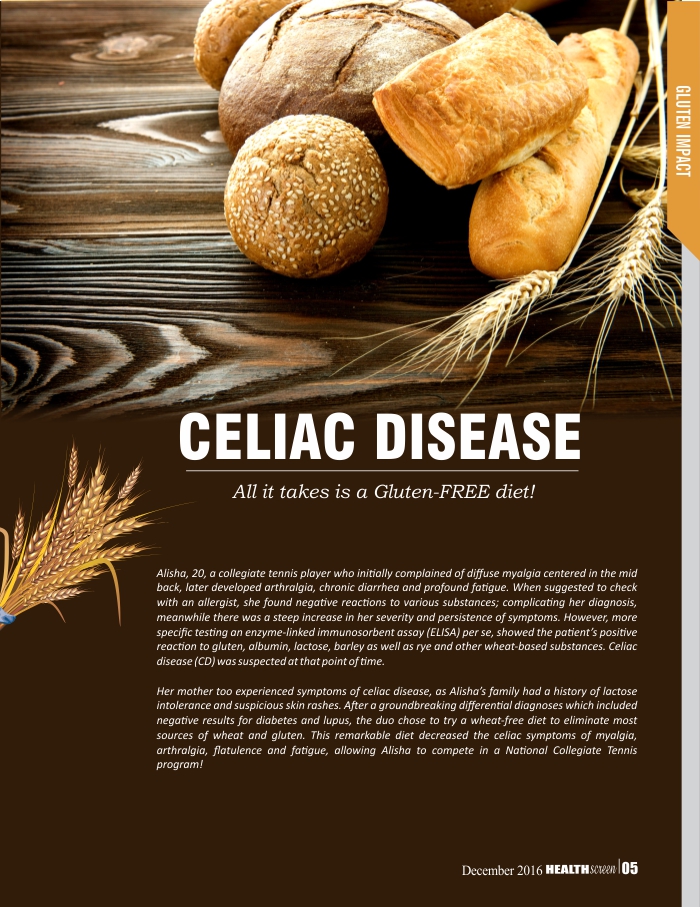 GLUTEN IMPACT
CELIAC DISEASE
All it takes is a Gluten-FREE diet!
Alisha, 20, a collegiate tennis player who initially complained of diffuse myalgia centered in the mid
back, later developed arthralgia, chronic diarrhea and profound fatigue. When suggested to check
with an allergist, she found negative reactions to various substances; complicating her diagnosis,
meanwhile there was a steep increase in her severity and persistence of symptoms. However, more
specific testing an enzyme-linked immunosorbent assay (ELISA) per se, showed the patient's positive
reaction to gluten, albumin, lactose, barley as well as rye and other wheat-based substances. Celiac
disease (CD) was suspected at that point of time.
Her mother too experienced symptoms of celiac disease, as Alisha's family had a history of lactose
intolerance and suspicious skin rashes. After a groundbreaking differential diagnoses which included
negative results for diabetes and lupus, the duo chose to try a wheat-free diet to eliminate most
sources of wheat and gluten. This remarkable diet decreased the celiac symptoms of myalgia,
arthralgia, flatulence and fatigue, allowing Alisha to compete in a National Collegiate Tennis
program!
December 2016 HEALTHscreen 05